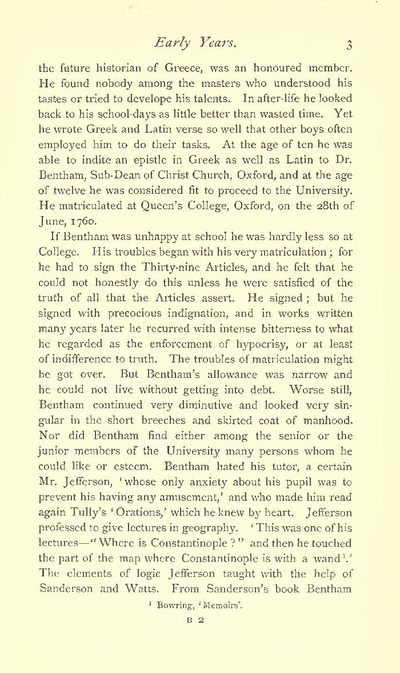 Early Years. 3
the future historian of Greece, was an honoured member.
He found nobody among the masters who understood his
tastes or tried to develope his talents. In after-life he looked
back to his school-days as little better than wasted time. Yet
he wrote Greek and Latin verse so well that other boys often
employed him to do their tasks. At the age of ten he was
able to indite an epistle in Greek as well as Latin to Dr.
Bentham, Sub-Dean of Christ Church, Oxford, and at the age
of twelve he was considered fit to proceed to the University.
He matriculated at Queen's College, Oxford, on the 28th of
June, 1760.
If Bentham was unhappy at school he was hardly less so at
College. His troubles began with his very matriculation ; for
he had to sign the Thirty-nine Articles, and he felt that he
could not honestly do this unless he were satisfied of the
truth of all that the Articles assert. He signed ; but he
signed with precocious indignation, and in works written
many years later he recurred with intense bitterness to what
he regarded as the enforcement of hypocrisy, or at least
of indifference to truth. The troubles of matriculation might
be got over. But Bentham's allowance was narrow and
he could not live without getting into debt. Worse still,
Bentham continued very diminutive and looked very sin-
gular in the short breeches and skirted coat of manhood.
Nor did Bentham find either among the senior or the
junior members of the University many persons whom he
could like or esteem. Bentham hated his tutor, a certain
Mr. Jefferson, ‘whose only anxiety about his pupil was to
prevent his having any amusement,’ and who made him read
again Tully's ‘Orations,’ which he knew by heart. Jefferson
professed to give lectures in geography. ‘This was one of his
lectures—“Where is Constantinople ?” and then he touched
the part of the map where Constantinople is with a wand¹.’
The elements of logic Jefferson taught with the help of
Sanderson and Watts. From Sanderson's book Bentham
¹ Bowring, ‘Memoirs’.
B 2